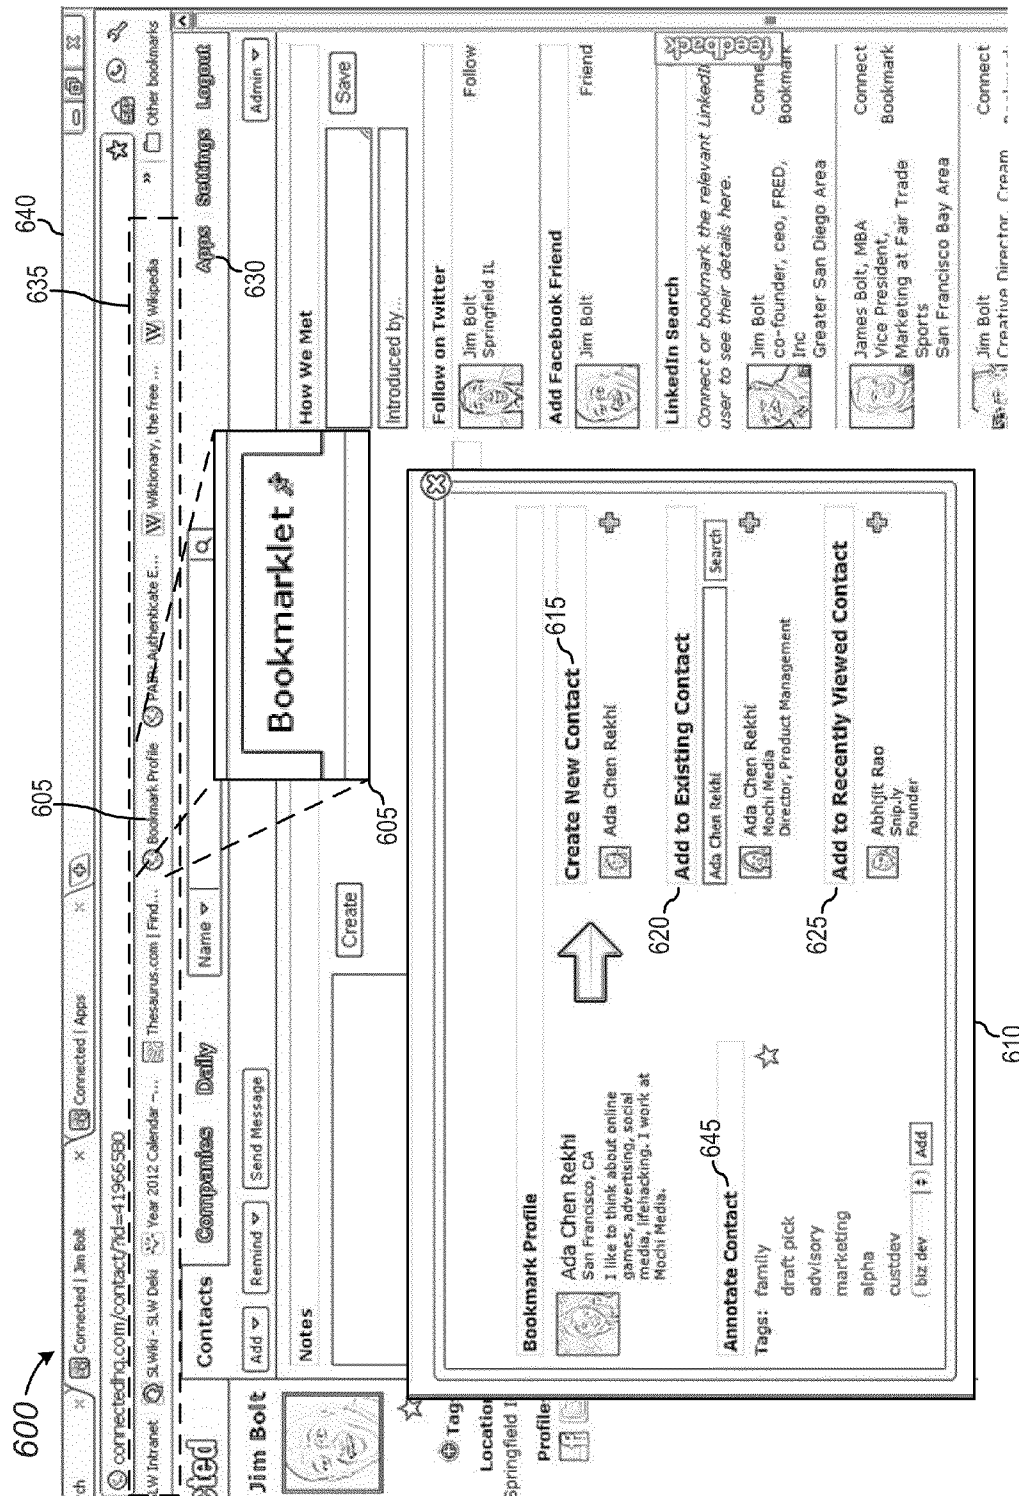 600
635
640
rch
Connected | Jim Bolt
Connected | Apps
connectedhq.com/contact/?id=41966580
LW Intranet
SLWiki - SLW Deki
Year 2012 Calendar – ...
Thesaurus.com | Find...
Bookmark Profile
PAIR Authenticate E...
Wiktionary, the free ...
Wikipedia
»
Other bookmarks
605
cted
Contacts
Companies
Daily
Name
Apps
Settings
Logout
630
Jim Bolt
Add
Remind
Send Message
Admin
Notes
Create
Bookmarklet
605
How We Met
Save
Introduced by...
Follow on Twitter
Jim Bolt
Springfield IL
Follow
Add Facebook Friend
Jim Bolt
Friend
LinkedIn Search
feedback
Connect or bookmark the relevant LinkedIn
user to see their details here.
Jim Bolt
co-founder, ceo, FRED,
Inc
Greater San Diego Area
Conne
Bookmark
James Bolt, MBA
Vice President,
Marketing at Fair Trade
Sports
San Francisco Bay Area
Connect
Bookmark
Jim Bolt
Creative Director, Cream
Connect
Tag
Location
Springfield I
Profile
Bookmark Profile
Ada Chen Rekhi
San Francisco, CA
I like to think about online
games, advertising, social
media, lifehacking. I work at
Mochi Media.
Annotate Contact
645
Tags:
family
draft pick
advisory
marketing
alpha
custdev
biz dev
Add
Create New Contact
615
Ada Chen Rekhi
620
Add to Existing Contact
Ada Chen Rekhi
Search
Ada Chen Rekhi
Mochi Media
Director, Product Management
625
Add to Recently Viewed Contact
Abhijit Rao
Snip.ly
Founder
610